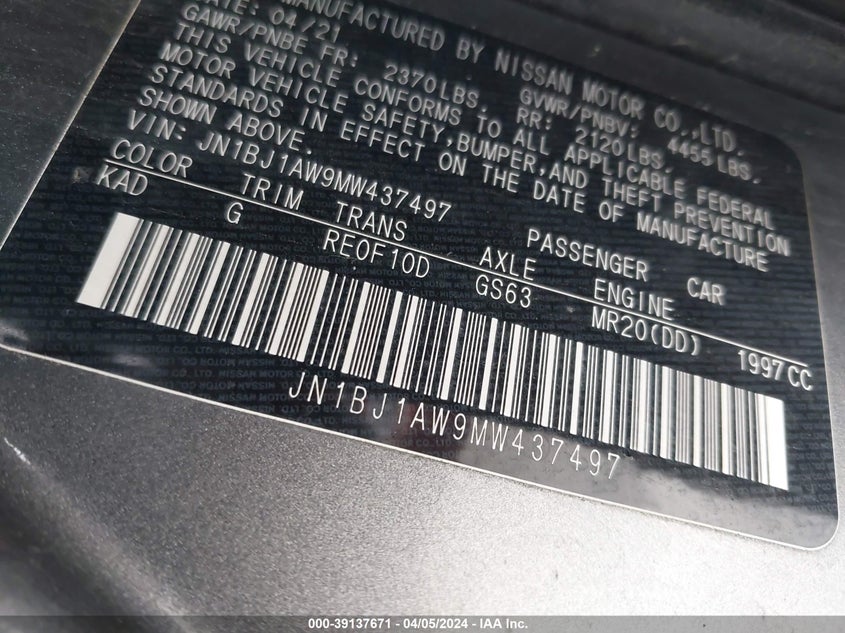 MANUFACTURED BY NISSAN MOTOR CO.,LTD.
DATE: 04/21 GVWR/PNBV: 4455LBS.
GAWR/PNBE FR: 2370LBS. RR: 2120LBS.
THIS VEHICLE CONFORMS TO ALL APPLICABLE FEDERAL
MOTOR VEHICLE SAFETY,BUMPER,AND THEFT PREVENTION
STANDARDS IN EFFECT ON THE DATE OF MANUFACTURE
SHOWN ABOVE.
VIN: JN1BJ1AW9MW437497 PASSENGER CAR
COLOR TRIM TRANS AXLE ENGINE
KAD G RE0F10D GS63 MR20(DD) 1997CC
JN1BJ1AW9MW437497
000-39137671 - 04/05/2024 - IAA Inc.